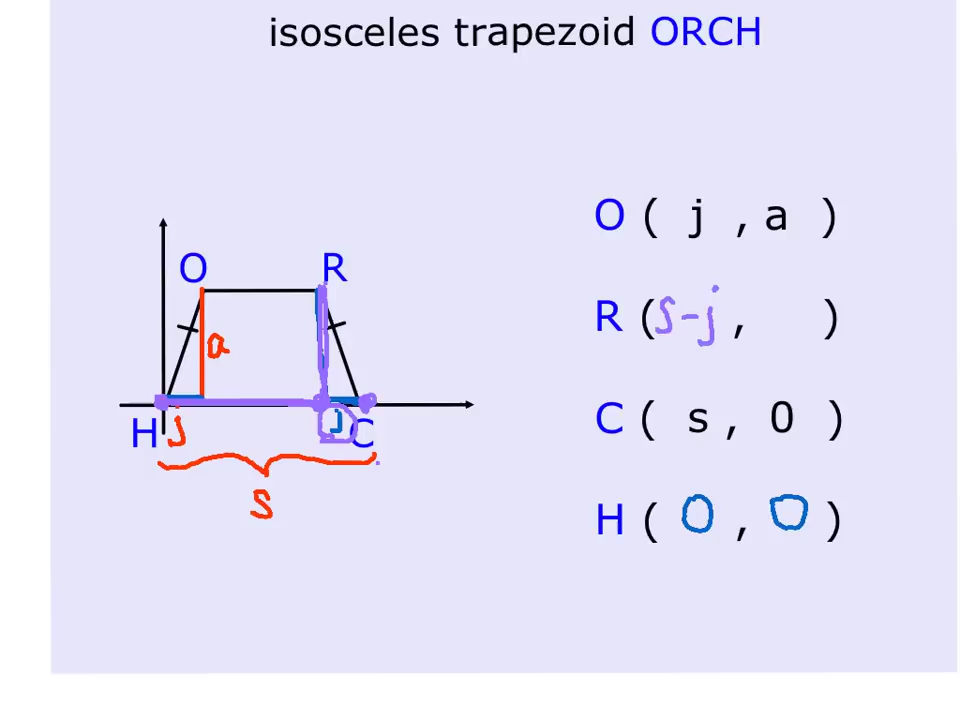 isosceles trapezoid ORCH
O ( j , a )
O R
R (s-j , )
a
C ( s , 0 )
H j j C
s
H ( 0 , 0 )